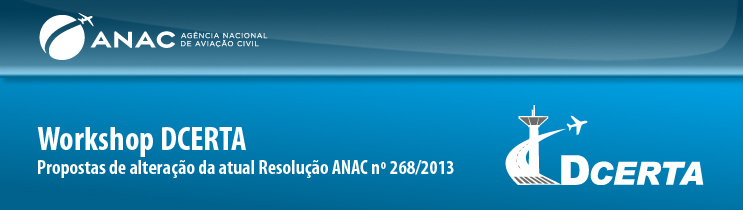 ANAC AGÊNCIA NACIONAL
DE AVIAÇÃO CIVIL
Workshop DCERTA
Propostas de alteração da atual Resolução ANAC nº 268/2013
DCERTA